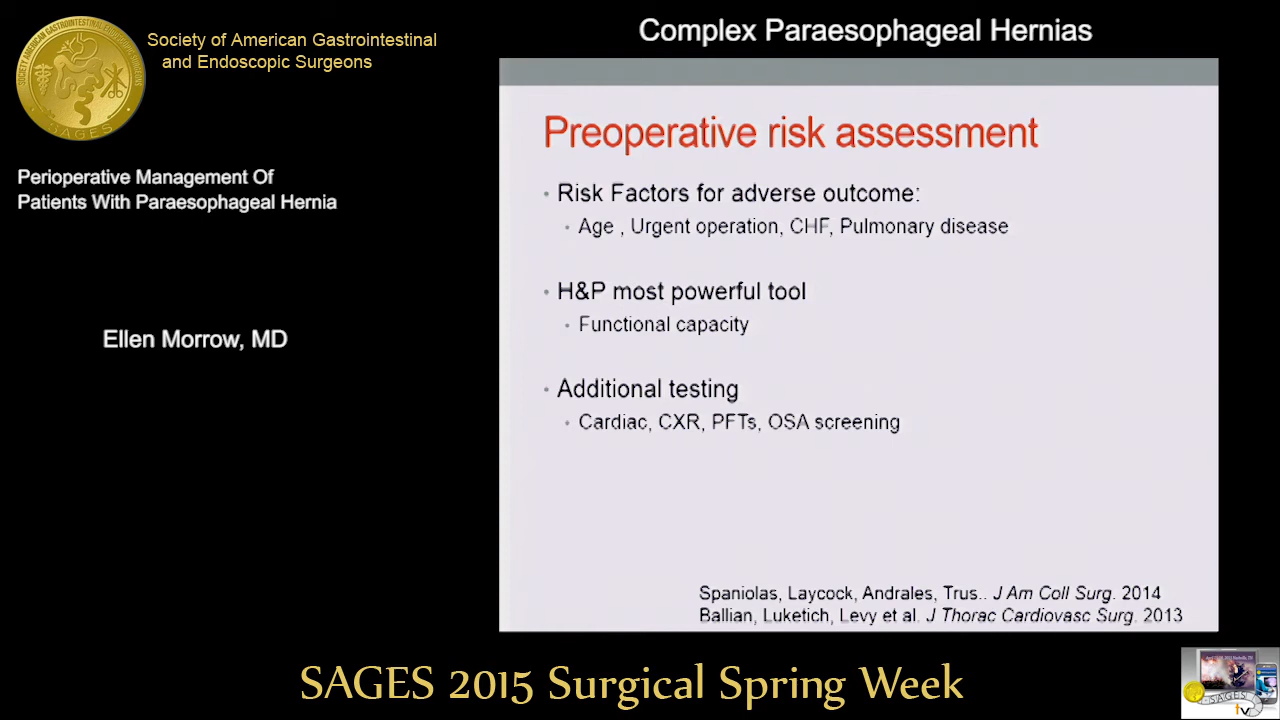 Society of American Gastrointestinal
and Endoscopic Surgeons
SAGES
Complex Paraesophageal Hernias
Perioperative Management Of
Patients With Paraesophageal Hernia
Ellen Morrow, MD
Preoperative risk assessment
• Risk Factors for adverse outcome:
• Age , Urgent operation, CHF, Pulmonary disease
• H&P most powerful tool
• Functional capacity
• Additional testing
• Cardiac, CXR, PFTs, OSA screening
Spaniolas, Laycock, Andrales, Trus.. J Am Coll Surg. 2014
Ballian, Luketich, Levy et al. J Thorac Cardiovasc Surg. 2013
SAGES 2015 Surgical Spring Week
SAGES
tv